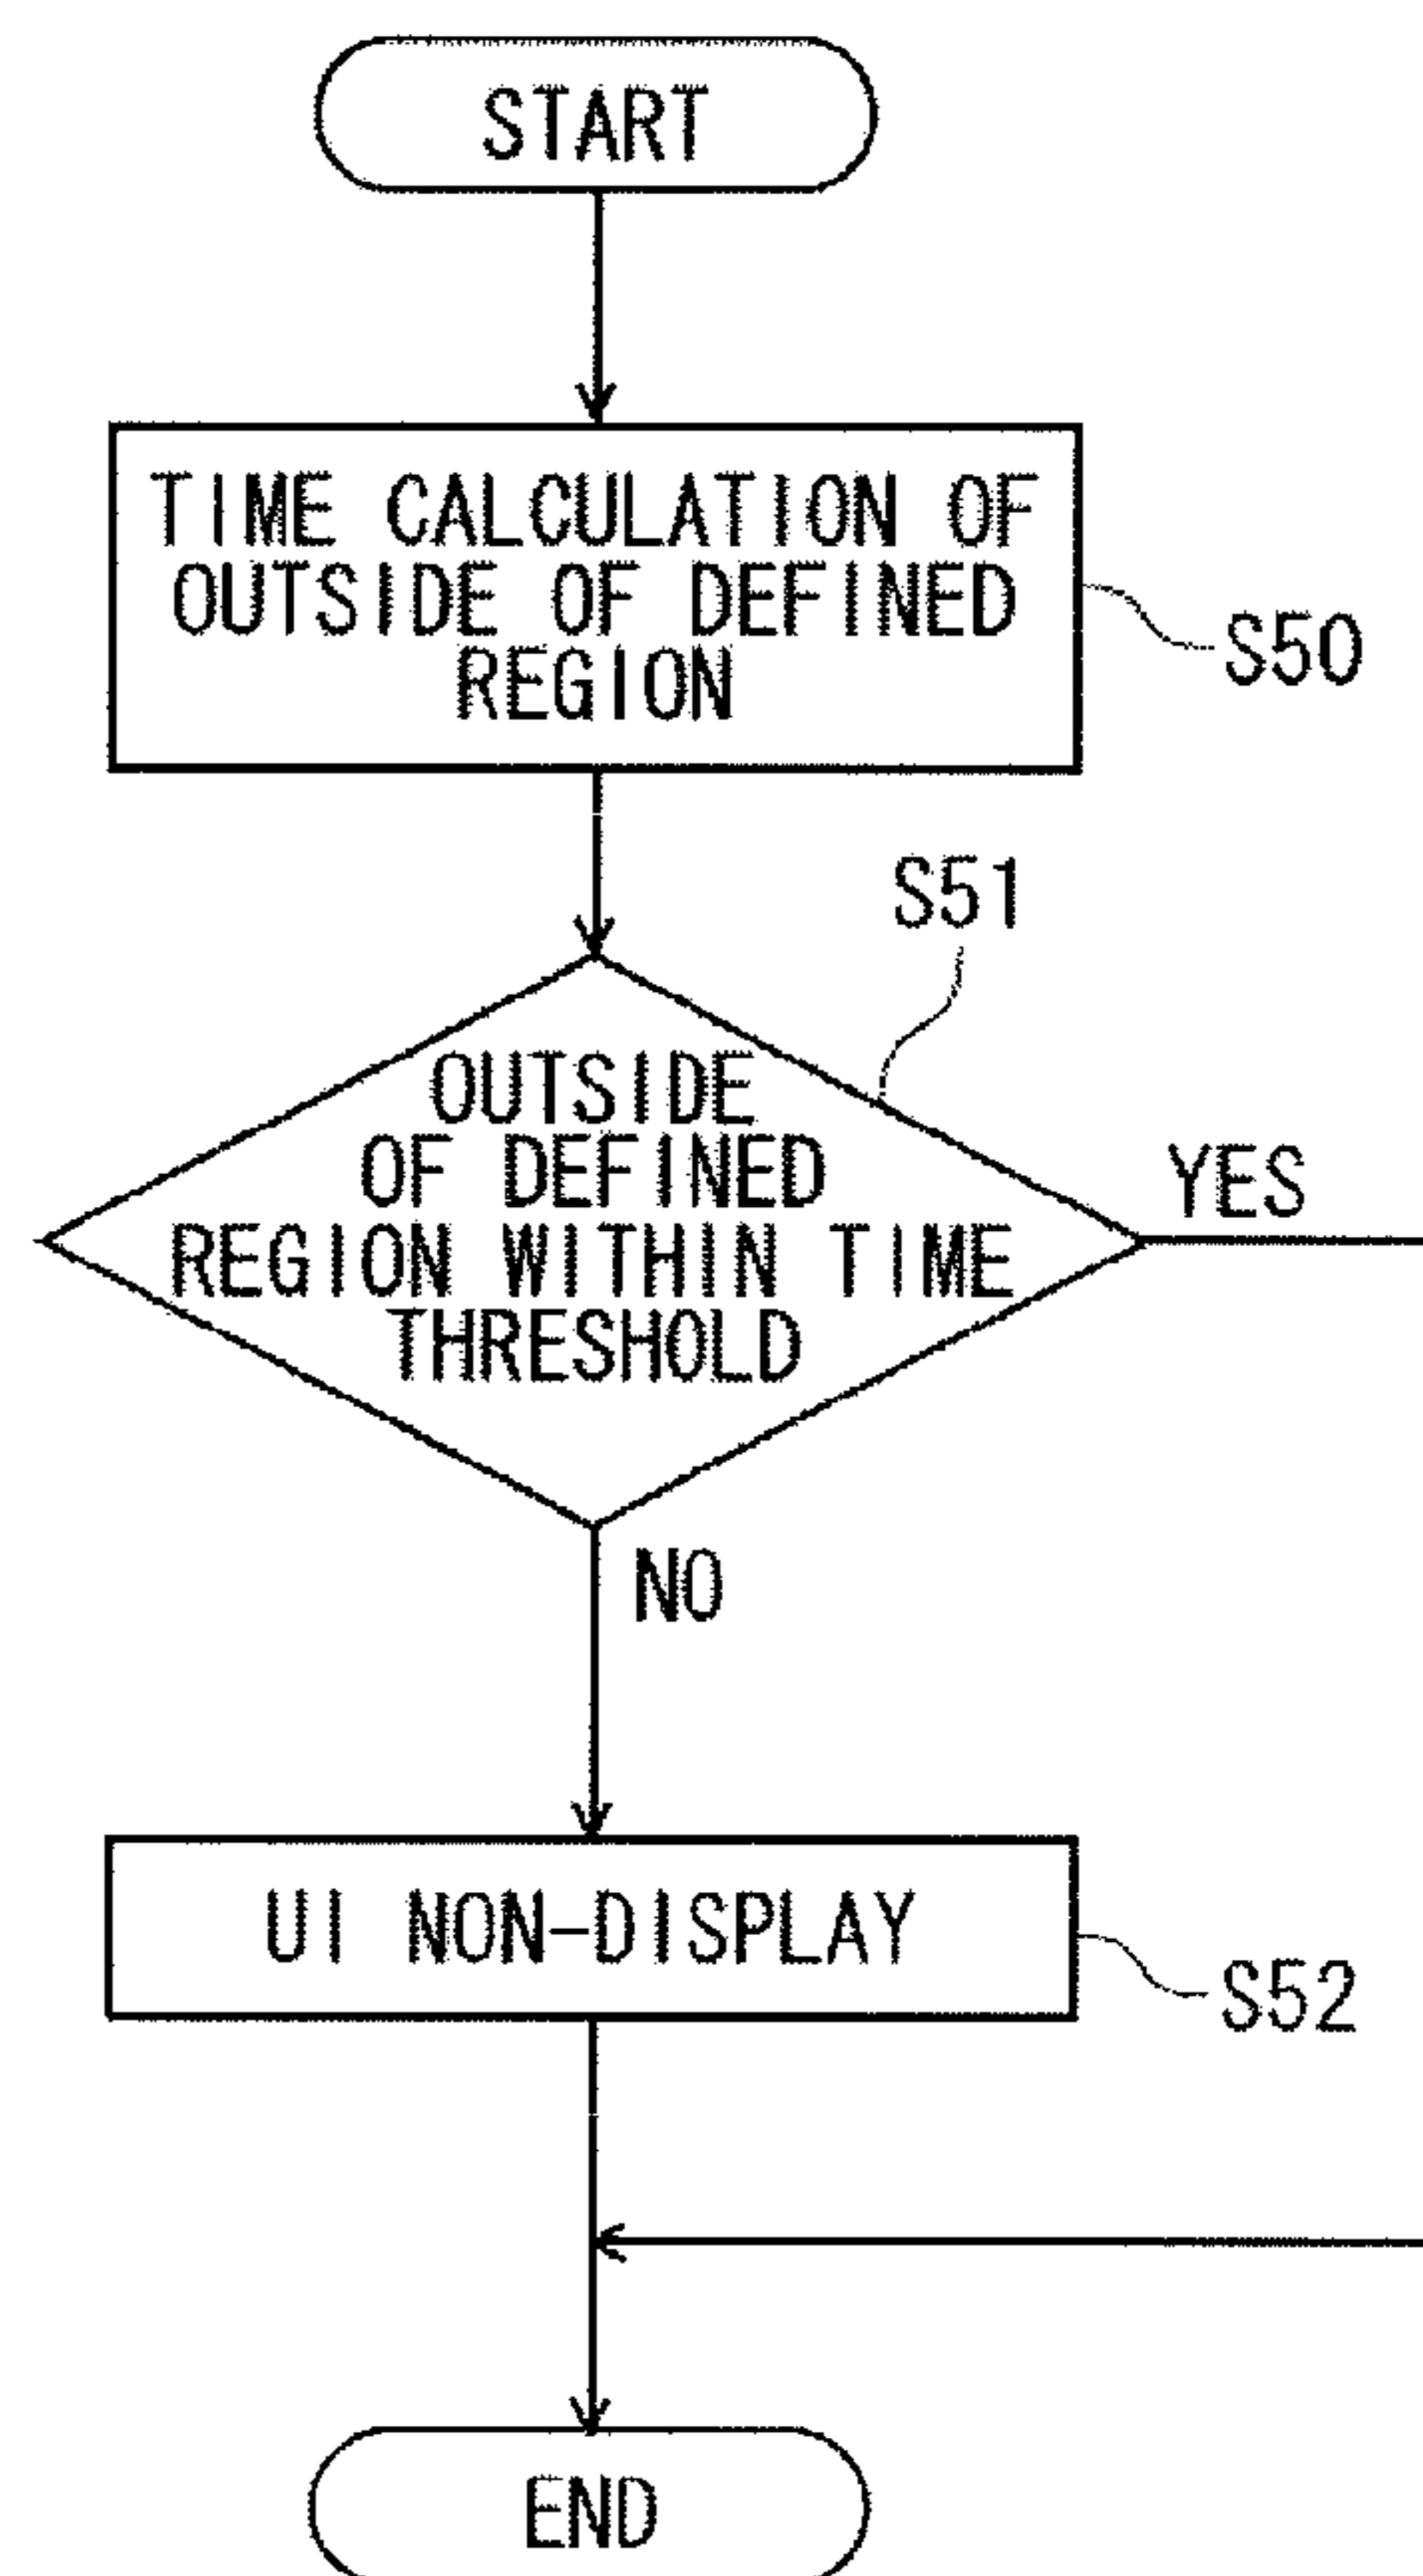 START
TIME CALCULATION OF
OUTSIDE OF DEFINED
REGION
S50
S51
OUTSIDE
OF DEFINED
REGION WITHIN TIME
THRESHOLD
YES
NO
UI NON-DISPLAY
S52
END